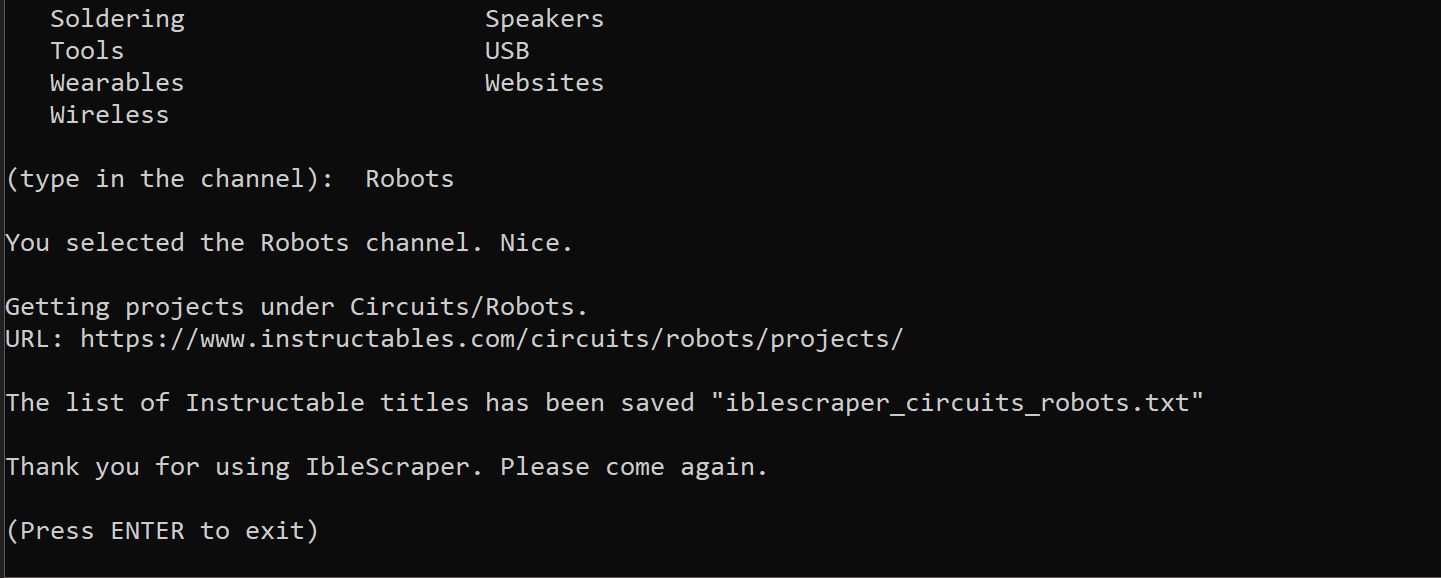 Soldering Speakers
Tools USB
Wearables Websites
Wireless
(type in the channel):  Robots
You selected the Robots channel. Nice.
Getting projects under Circuits/Robots.
URL: https://www.instructables.com/circuits/robots/projects/
The list of Instructable titles has been saved "iblescraper_circuits_robots.txt"
Thank you for using IbleScraper. Please come again.
(Press ENTER to exit)